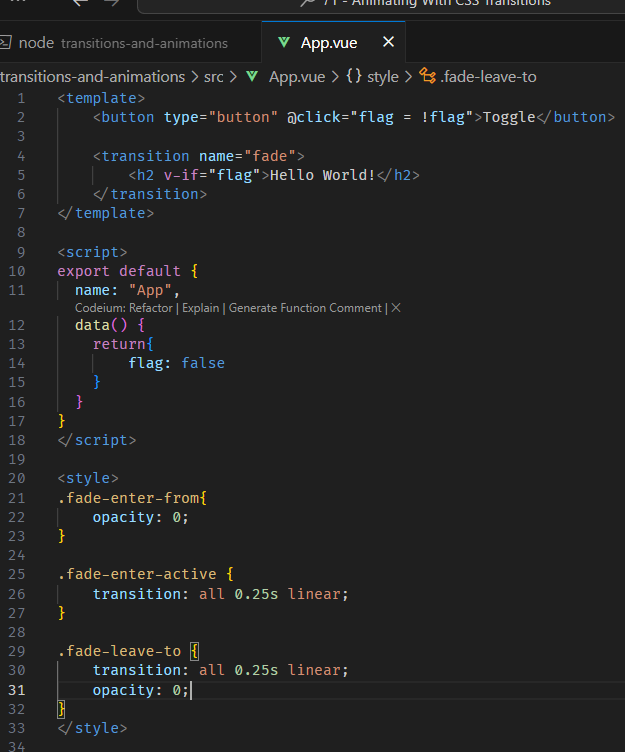 71 - Animating With CSS Transitions
node transitions-and-animations
App.vue
transitions-and-animations > src > App.vue > {} style > .fade-leave-to
1 <template>
2 <button type="button" @click="flag = !flag">Toggle</button>
3
4 <transition name="fade">
5 <h2 v-if="flag">Hello World!</h2>
6 </transition>
7 </template>
8
9 <script>
10 export default {
11 name: "App",
Codeium: Refactor | Explain | Generate Function Comment | ×
12 data() {
13 return{
14 flag: false
15 }
16 }
17 }
18 </script>
19
20 <style>
21 .fade-enter-from{
22 opacity: 0;
23 }
24
25 .fade-enter-active {
26 transition: all 0.25s linear;
27 }
28
29 .fade-leave-to {
30 transition: all 0.25s linear;
31 opacity: 0;
32 }
33 </style>
34